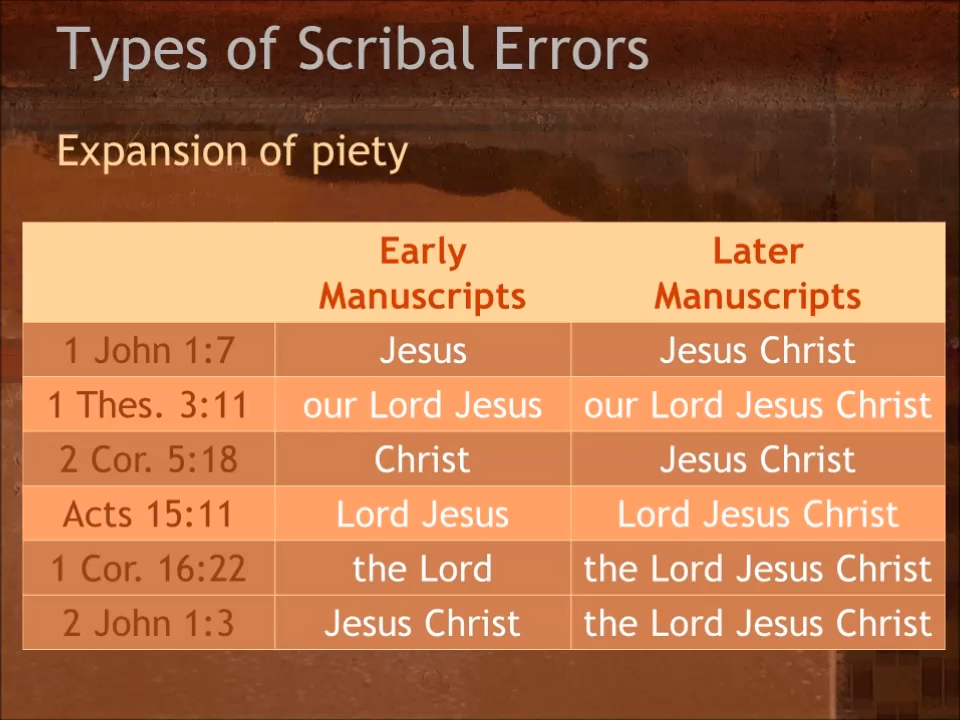 Types of Scribal Errors
Expansion of piety
Early Manuscripts Later Manuscripts
1 John 1:7 Jesus Jesus Christ
1 Thes. 3:11 our Lord Jesus our Lord Jesus Christ
2 Cor. 5:18 Christ Jesus Christ
Acts 15:11 Lord Jesus Lord Jesus Christ
1 Cor. 16:22 the Lord the Lord Jesus Christ
2 John 1:3 Jesus Christ the Lord Jesus Christ